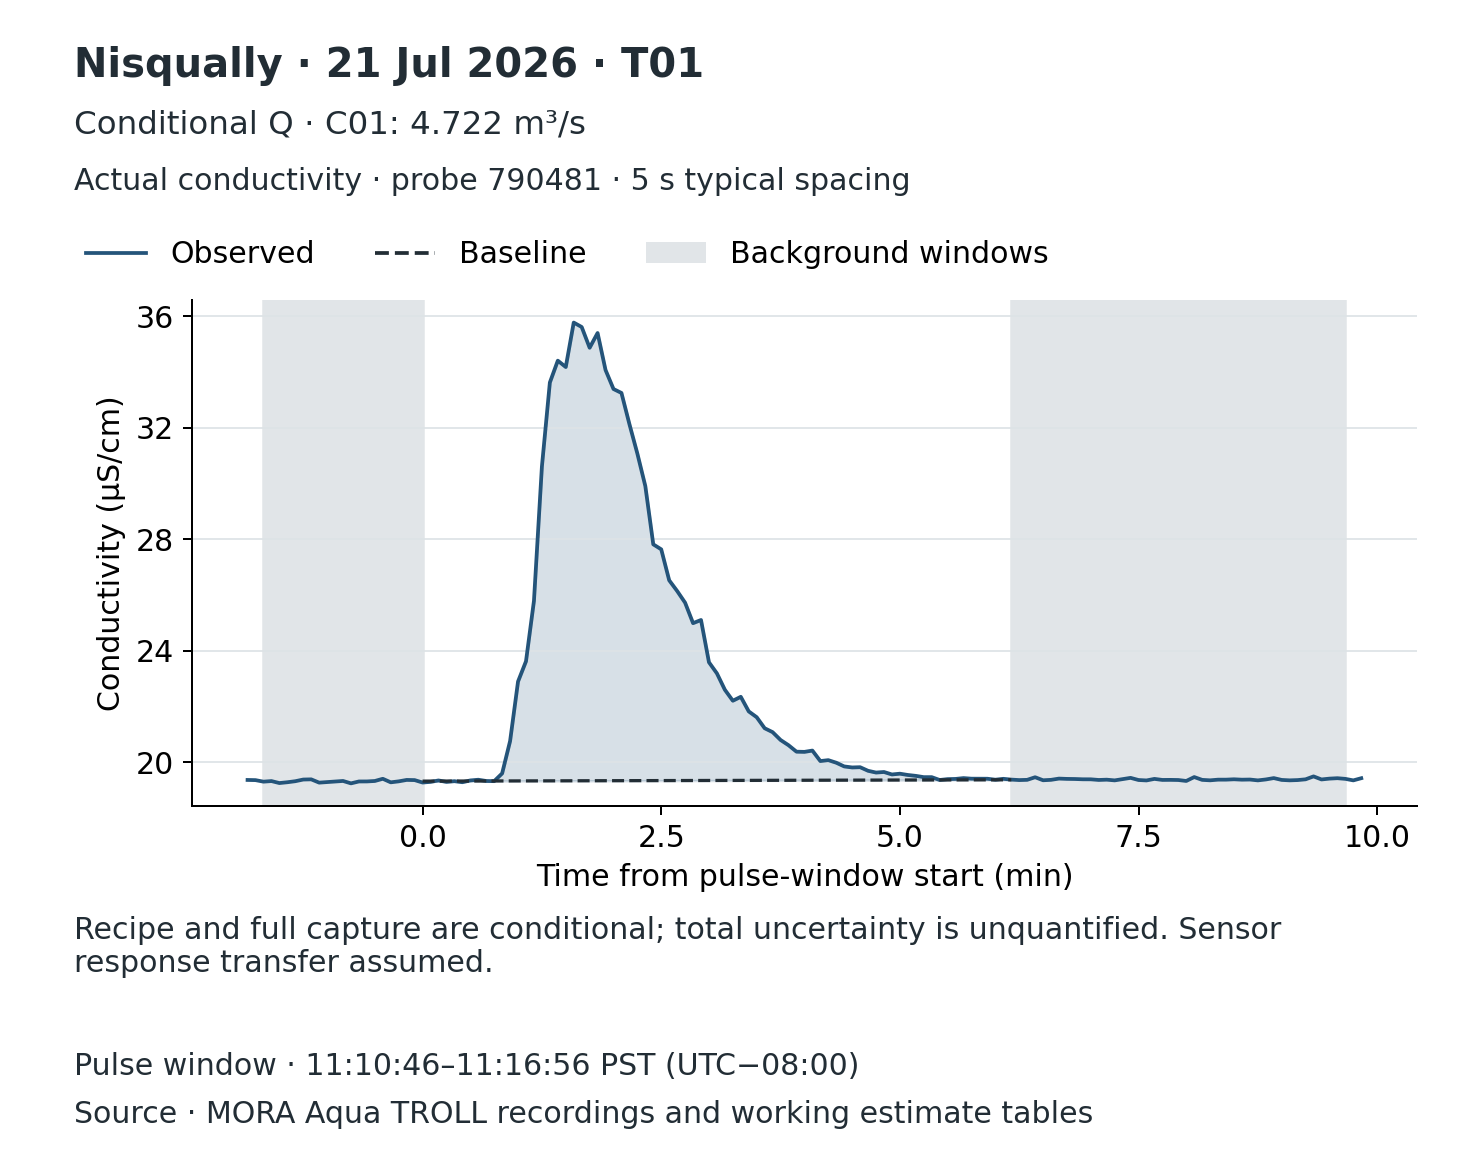 Nisqually · 21 Jul 2026 · T01
Conditional Q · C01: 4.722 m³/s
Actual conductivity · probe 790481 · 5 s typical spacing
Observed Baseline Background windows
36
32
28
24
20
Conductivity (µS/cm)
0.0 2.5 5.0 7.5 10.0
Time from pulse-window start (min)
Recipe and full capture are conditional; total uncertainty is unquantified. Sensor
response transfer assumed.
Pulse window · 11:10:46–11:16:56 PST (UTC−08:00)
Source · MORA Aqua TROLL recordings and working estimate tables